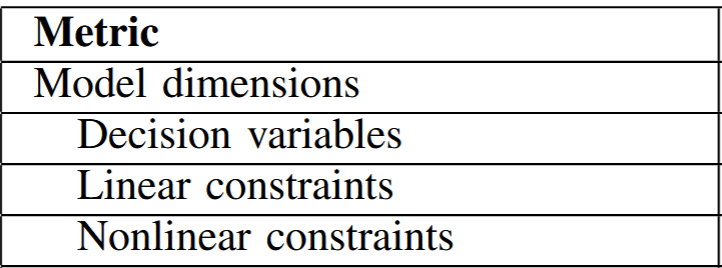 Metric
Model dimensions
Decision variables
Linear constraints
Nonlinear constraints